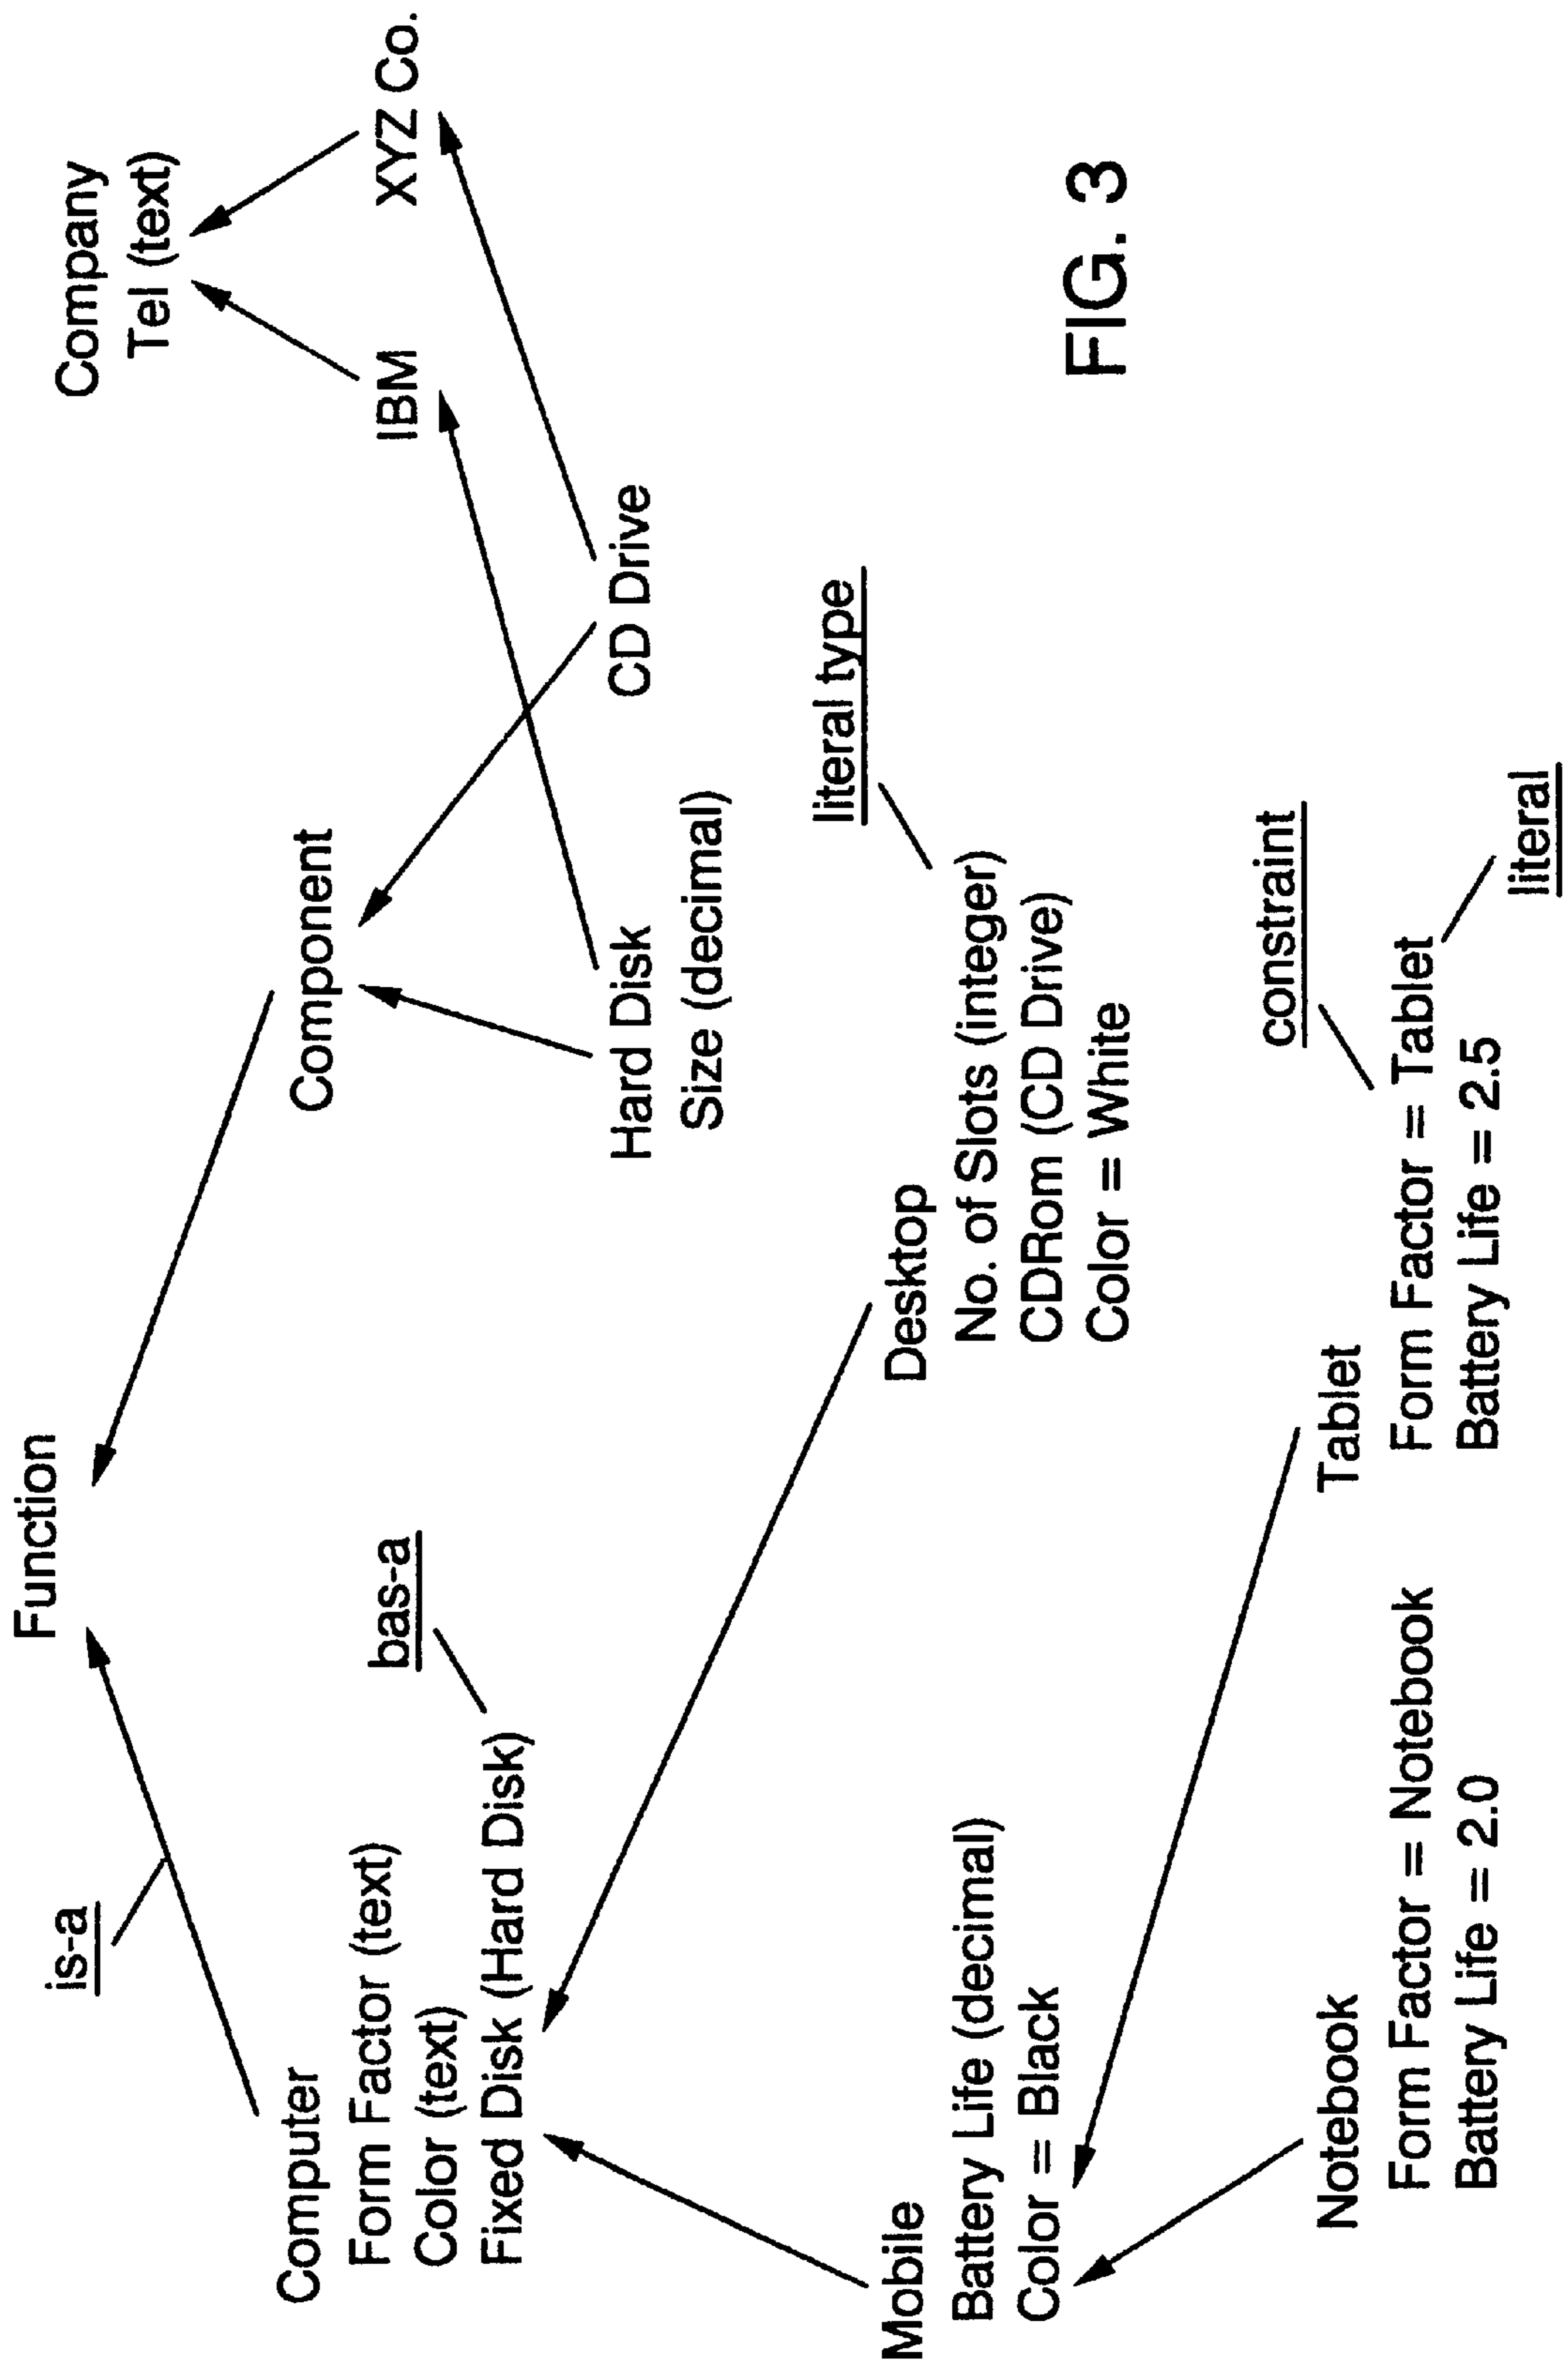 Function
is-a
Computer
Form Factor (text)
Color (text)
Fixed Disk (Hard Disk)
bas-a
Component
Company
Tel (text)
IBM
XYZ Co.
Hard Disk
Size (decimal)
CD Drive
Mobile
Battery Life (decimal)
Color = Black
Desktop
No. of Slots (integer)
CDRom (CD Drive)
Color = White
literal type
Notebook
Form Factor = Notebook
Battery Life = 2.0
Tablet
Form Factor = Tablet
Battery Life = 2.5
constraint
literal
FIG. 3